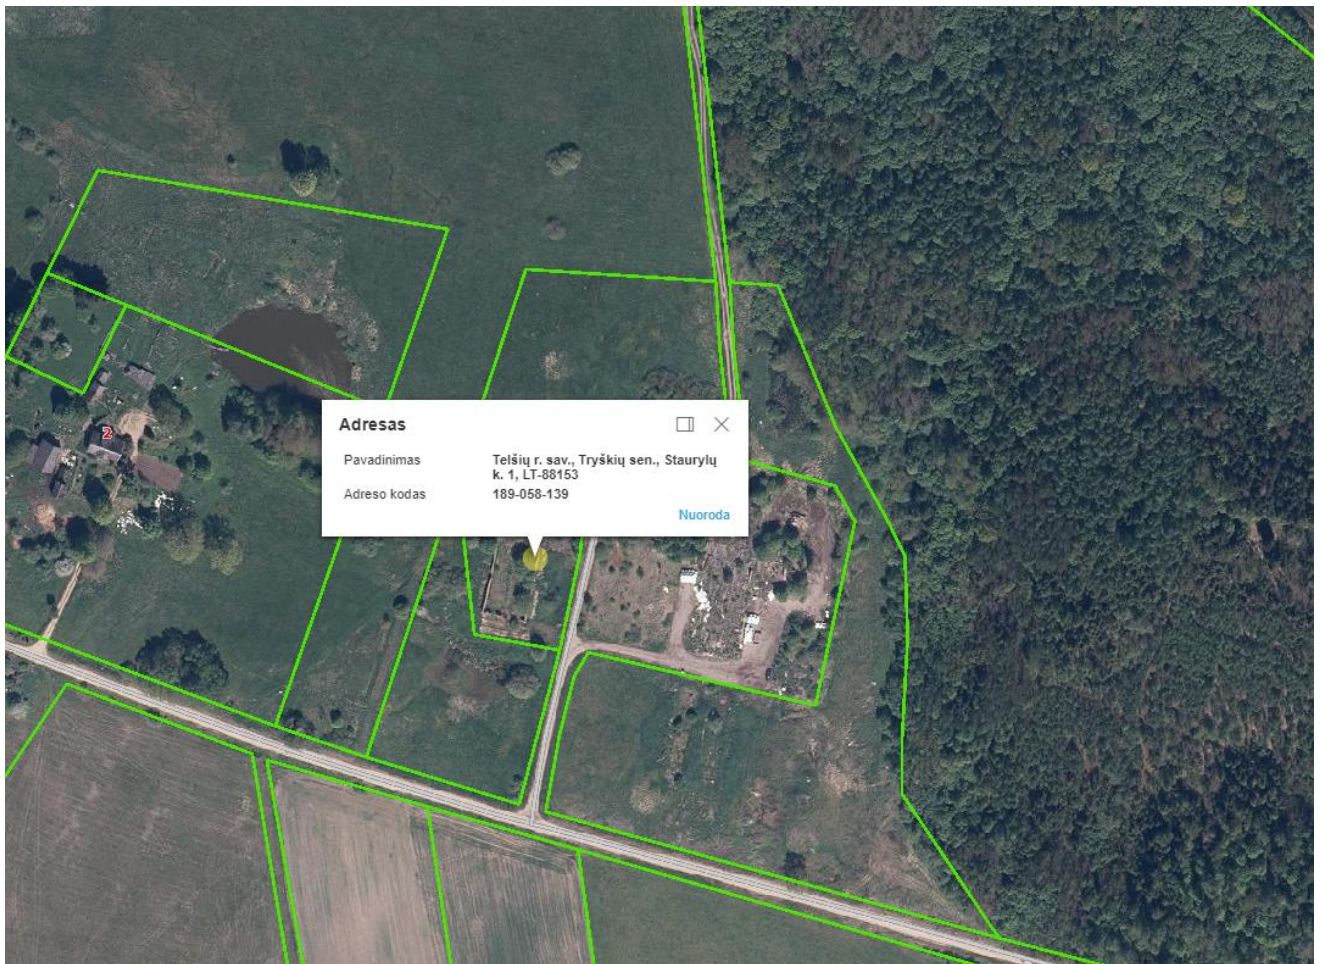 2
Adresas
Pavadinimas Telšių r. sav., Tryškių sen., Staurylų
k. 1, LT-88153
Adreso kodas 189-058-139
Nuoroda